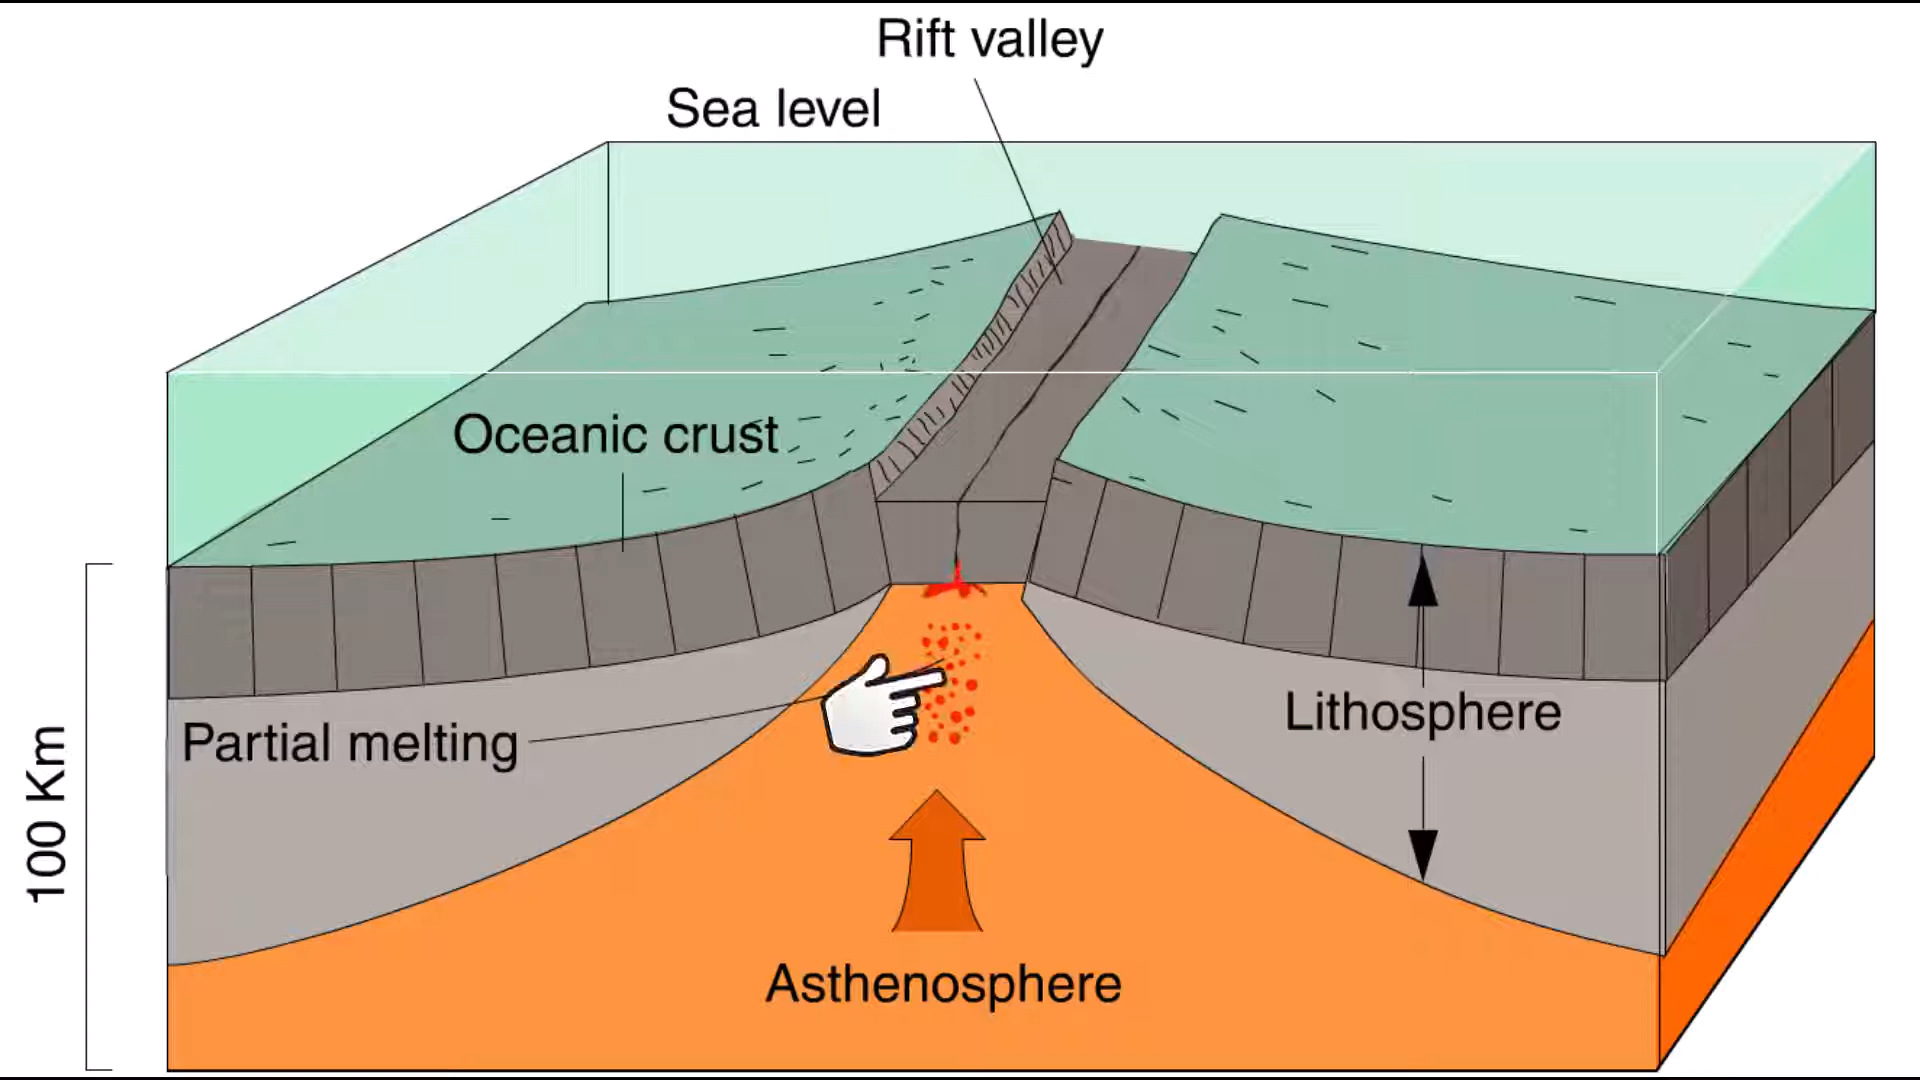 Rift valley
Sea level
Oceanic crust
Lithosphere
Partial melting
100 Km
Asthenosphere